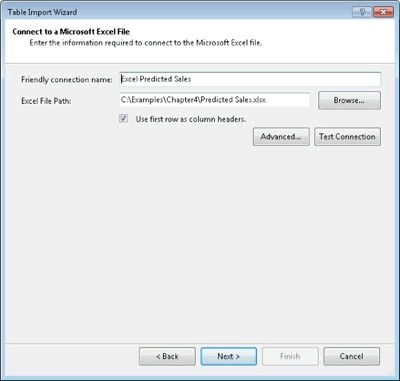 Table Import Wizard
Connect to a Microsoft Excel File
Enter the information required to connect to the Microsoft Excel file.
Friendly connection name: Excel Predicted Sales
Excel File Path: C:\Examples\Chapter4\Predicted Sales.xlsx Browse...
Use first row as column headers.
Advanced... Test Connection
< Back Next > Finish Cancel